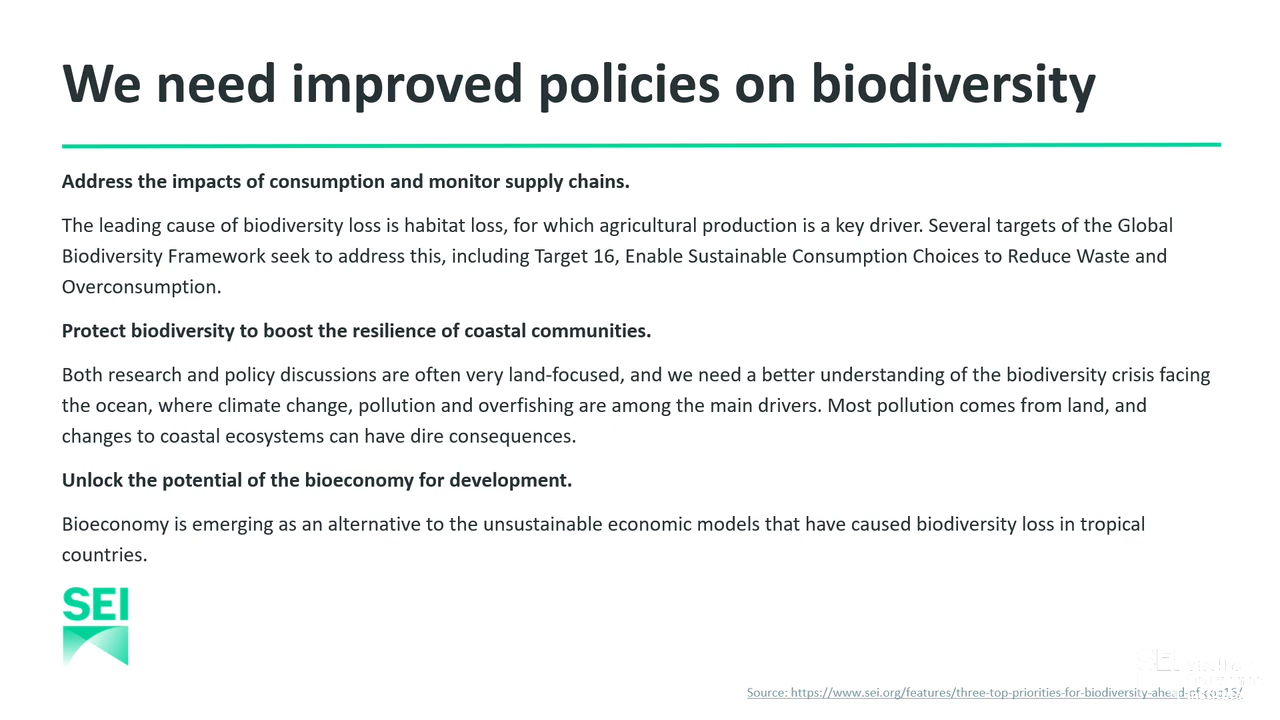 We need improved policies on biodiversity
Address the impacts of consumption and monitor supply chains.
The leading cause of biodiversity loss is habitat loss, for which agricultural production is a key driver. Several targets of the Global
Biodiversity Framework seek to address this, including Target 16, Enable Sustainable Consumption Choices to Reduce Waste and
Overconsumption.
Protect biodiversity to boost the resilience of coastal communities.
Both research and policy discussions are often very land-focused, and we need a better understanding of the biodiversity crisis facing
the ocean, where climate change, pollution and overfishing are among the main drivers. Most pollution comes from land, and
changes to coastal ecosystems can have dire consequences.
Unlock the potential of the bioeconomy for development.
Bioeconomy is emerging as an alternative to the unsustainable economic models that have caused biodiversity loss in tropical
countries.
SEI
Source: https://www.sei.org/features/three-top-priorities-for-biodiversity-ahead-of-cop15/
SEI